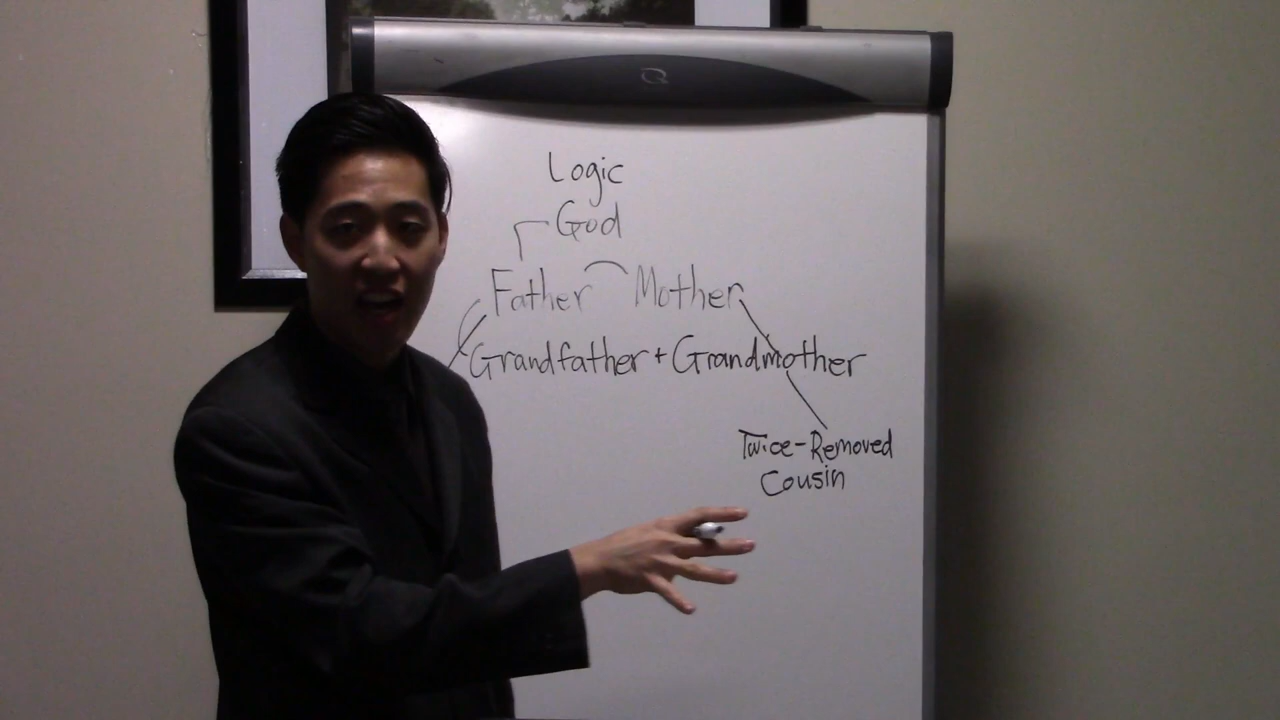 Logic
God
Father Mother
Grandfather + Grandmother
Twice-Removed
Cousin